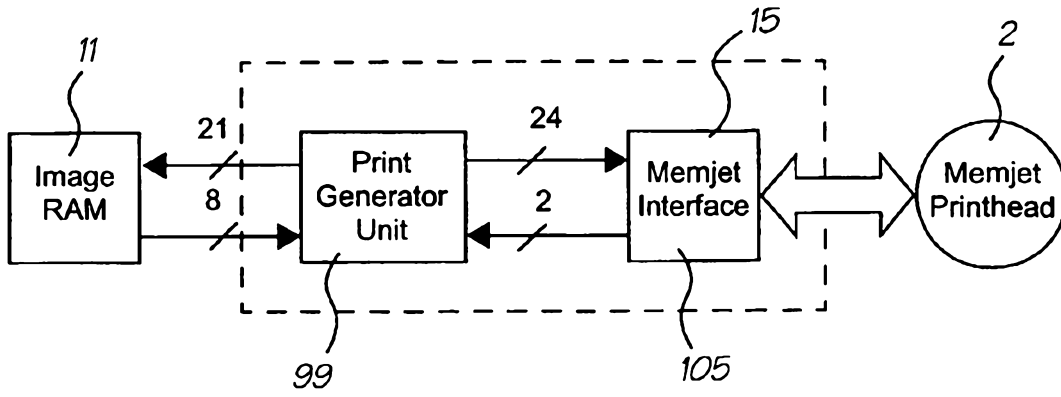 11
15
2
21
24
Image
RAM
Print
Generator
Unit
Memjet
Interface
Memjet
Printhead
8
2
99
105